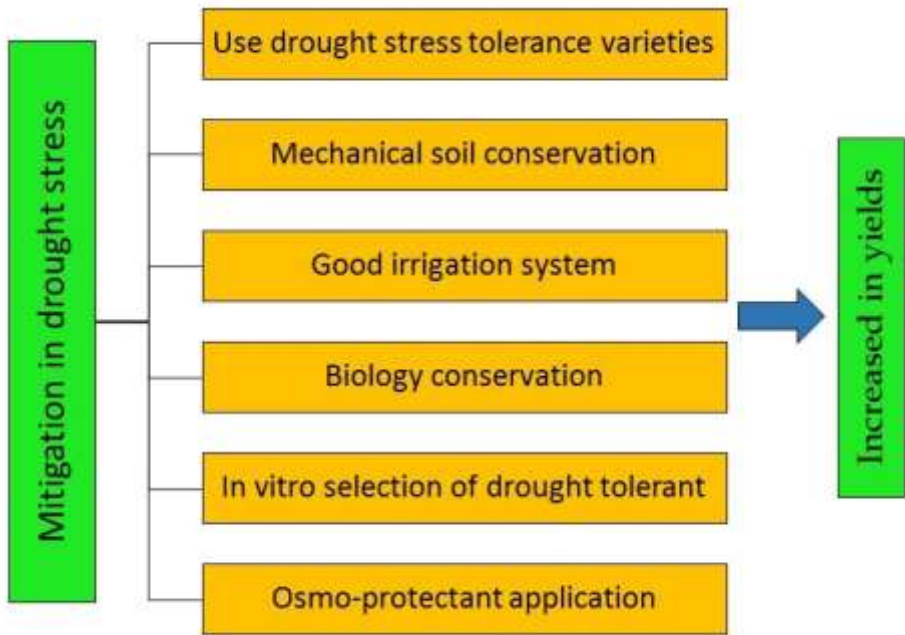 Mitigation in drought stress
Use drought stress tolerance varieties
Mechanical soil conservation
Good irrigation system
Biology conservation
In vitro selection of drought tolerant
Osmo-protectant application
Increased in yields